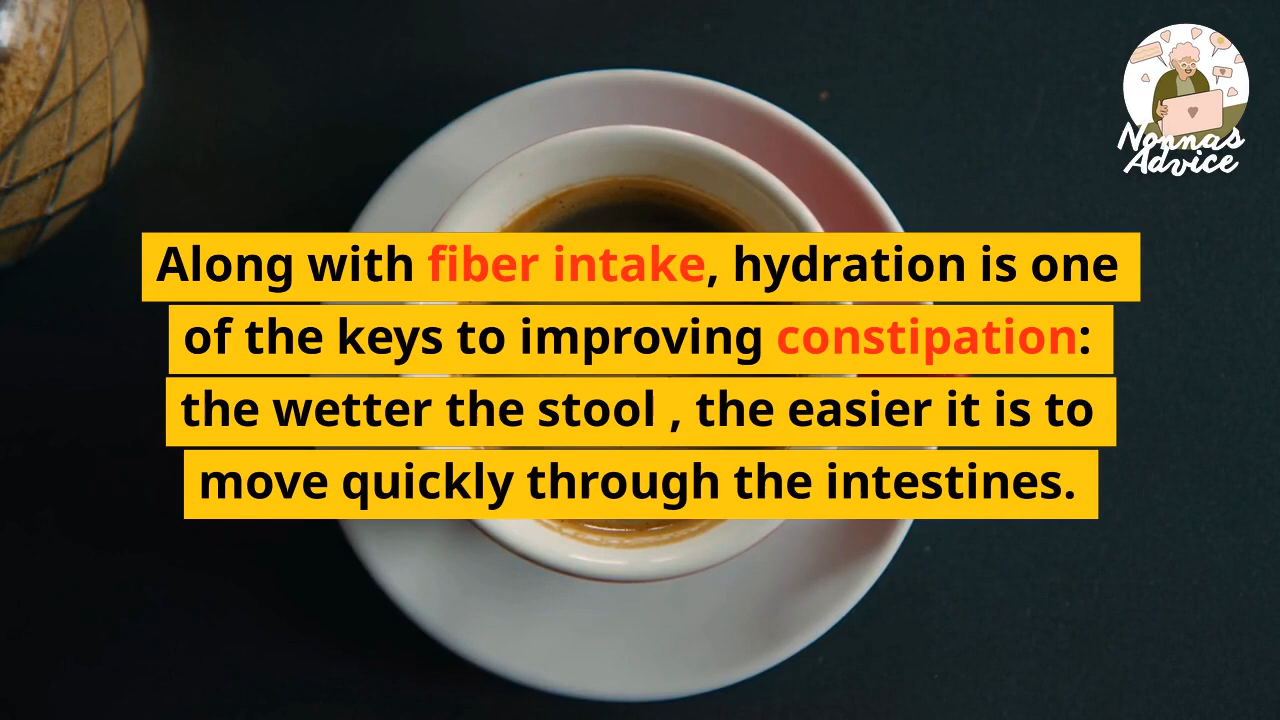 Nonnas
Advice
Along with fiber intake, hydration is one
of the keys to improving constipation:
the wetter the stool , the easier it is to
move quickly through the intestines.